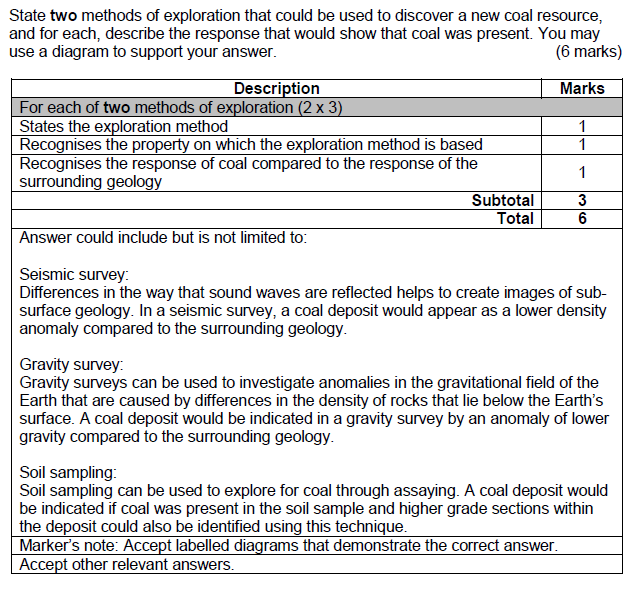 State two methods of exploration that could be used to discover a new coal resource,
and for each, describe the response that would show that coal was present. You may
use a diagram to support your answer. (6 marks)
Description Marks
For each of two methods of exploration (2 x 3)
States the exploration method 1
Recognises the property on which the exploration method is based 1
Recognises the response of coal compared to the response of the
surrounding geology 1
Subtotal 3
Total 6
Answer could include but is not limited to:
Seismic survey:
Differences in the way that sound waves are reflected helps to create images of sub-
surface geology. In a seismic survey, a coal deposit would appear as a lower density
anomaly compared to the surrounding geology.
Gravity survey:
Gravity surveys can be used to investigate anomalies in the gravitational field of the
Earth that are caused by differences in the density of rocks that lie below the Earth's
surface. A coal deposit would be indicated in a gravity survey by an anomaly of lower
gravity compared to the surrounding geology.
Soil sampling:
Soil sampling can be used to explore for coal through assaying. A coal deposit would
be indicated if coal was present in the soil sample and higher grade sections within
the deposit could also be identified using this technique.
Marker's note: Accept labelled diagrams that demonstrate the correct answer.
Accept other relevant answers.